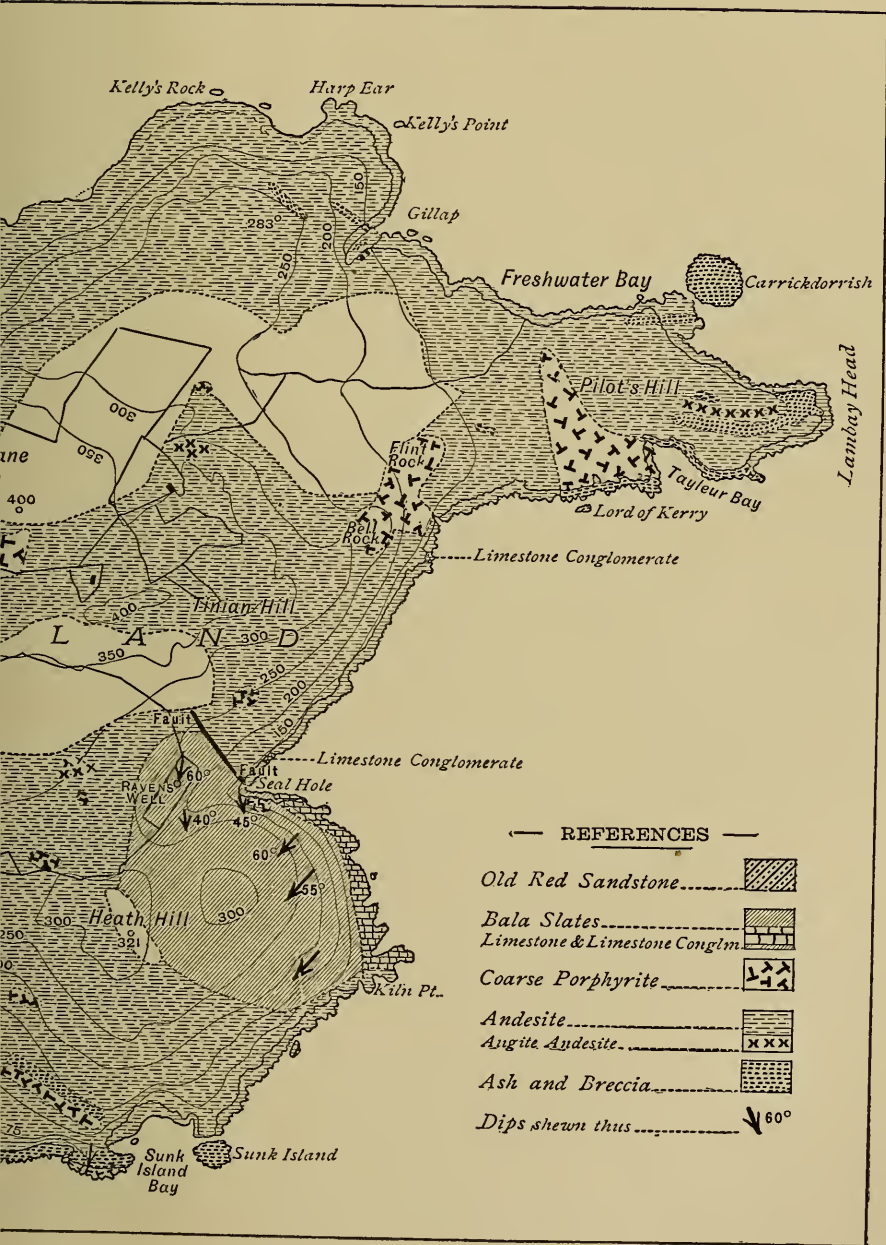 Kelly's Rock
Harp Ear
Kelly's Point
150
Gillap
283°
200
250
Freshwater Bay
Carrickdorrish
Lambay Head
Pilot's Hill
300
350
ane
400
Flint
Rock
Tayleur Bay
Lord of Kerry
Bell
Rock
Limestone Conglomerate
Tinian Hill
400
L A N D
300
350
250
200
150
Fault
Limestone Conglomerate
Fault
Seal Hole
RAVENS
WELL
60°
40°
45°
60°
55°
← REFERENCES
Old Red Sandstone
Bala Slates
Limestone & Limestone Conglm.
Coarse Porphyrite
Andesite
Augite Andesite
XXX
Ash and Breccia
Dips shewn thus
60°
300
Heath Hill
300
321
250
Kiln Pt.
75
Sunk
Island
Bay
Sunk Island